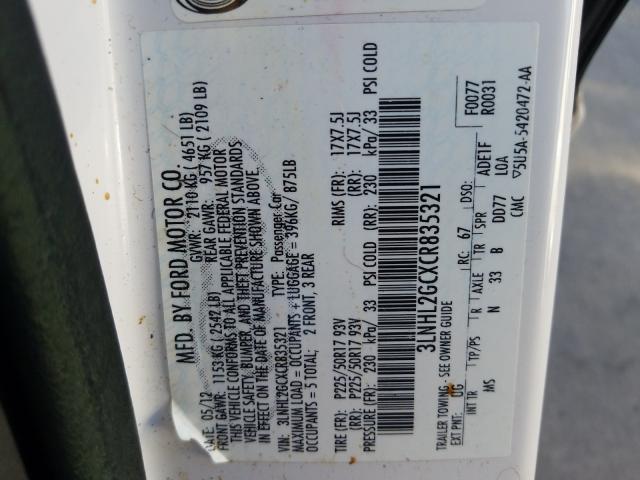 MFD. BY FORD MOTOR CO.
DATE: 05/12 GVWR: 2110 KG ( 4651 LB)
FRONT GAWR: 1153 KG ( 2542 LB) REAR GAWR: 957 KG ( 2109 LB)
THIS VEHICLE CONFORMS TO ALL APPLICABLE FEDERAL MOTOR
VEHICLE SAFETY, BUMPER, AND THEFT PREVENTION STANDARDS
IN EFFECT ON THE DATE OF MANUFACTURE SHOWN ABOVE
VIN: 3LNHL2GCXCR835321 TYPE: Passenger Car
MAXIMUM LOAD = OCCUPANTS + LUGGAGE = 396KG/ 875LB
OCCUPANTS = 5 TOTAL; 2 FRONT, 3 REAR
TIRE (FR): P225/50R17 93V RIMS (FR): 17X7.5J
(RR): P225/50R17 93V (RR): 17X7.5J
PRESSURE (FR): 230 kPa/ 33 PSI COLD (RR): 230 kPa/ 33 PSI COLD
3LNHL2GCXCR835321
TRAILER TOWING - SEE OWNER GUIDE
F0077
R0031
EXT PNT: UG RC: 67 DSO:
INT TR TP/PS R AXLE TR SPR ADETF
MS N 33 B DD77 LOA
CMC ▽5U5A-5420472-AA